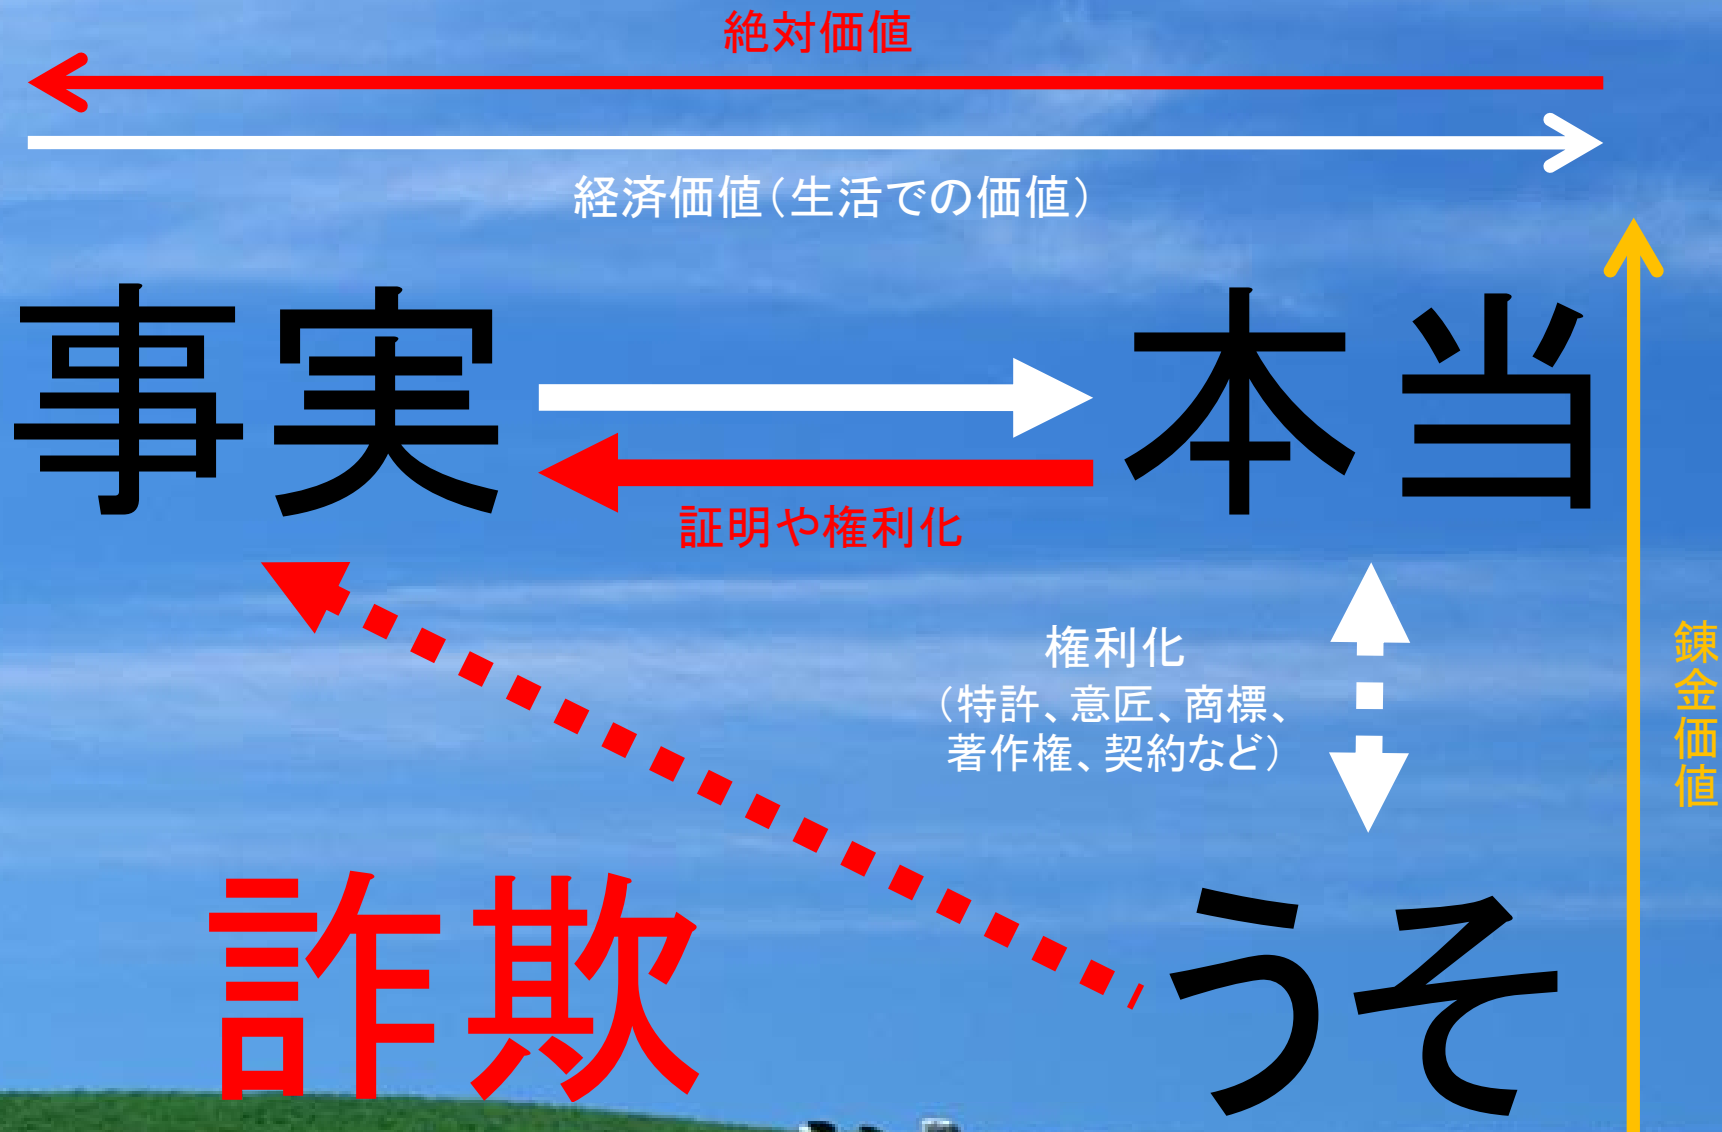 絶対価値
経済価値（生活での価値）
事実
本当
証明や権利化
権利化
（特許、意匠、商標、
著作権、契約など）
錬金価値
詐欺
うそ